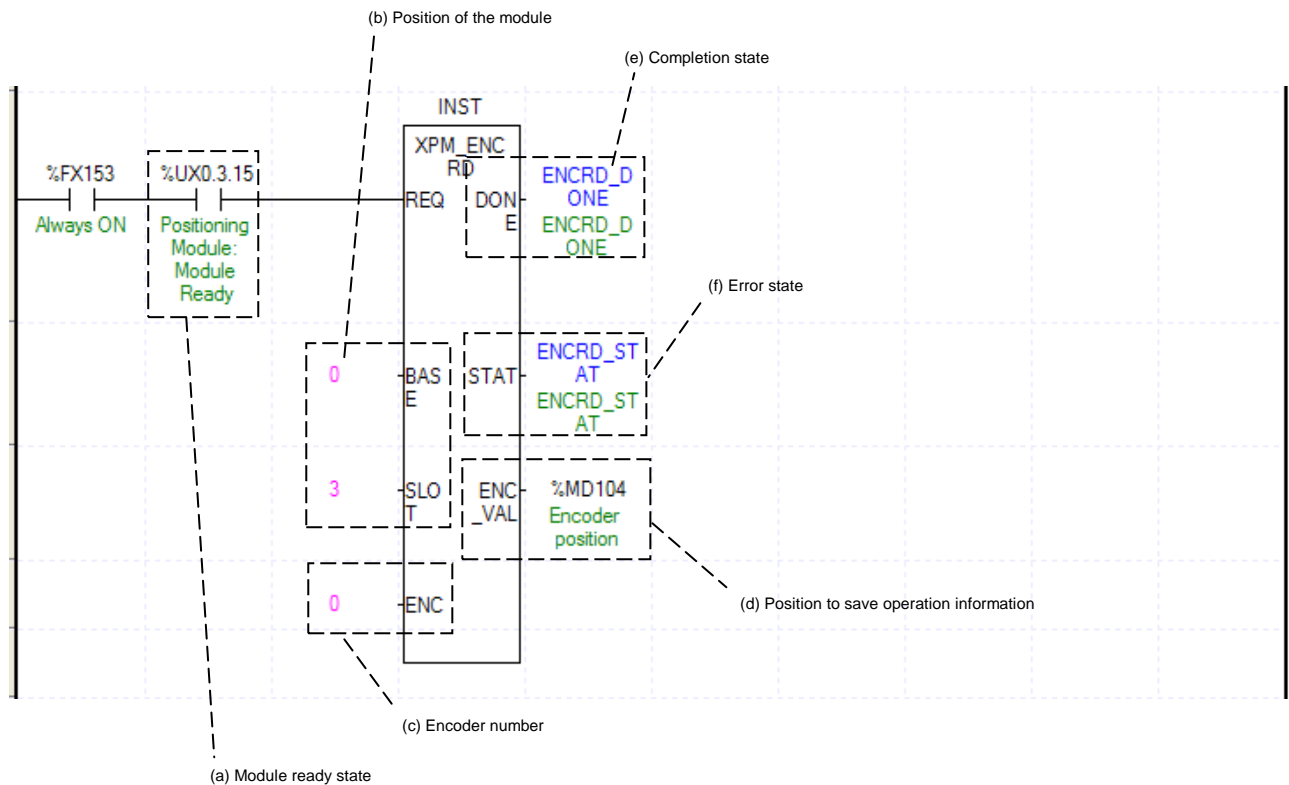 (b) Position of the module
(e) Completion state
INST
XPM_ENC
RD
%FX153
Always ON
%UX0.3.15
Positioning
Module:
Module
Ready
REQ
DON
E
ENCRD_D
ONE
ENCRD_D
ONE
(f) Error state
0
BAS
E
STAT
ENCRD_ST
AT
ENCRD_ST
AT
3
SLO
T
ENC
_VAL
%MD104
Encoder
position
0
ENC
(d) Position to save operation information
(c) Encoder number
(a) Module ready state